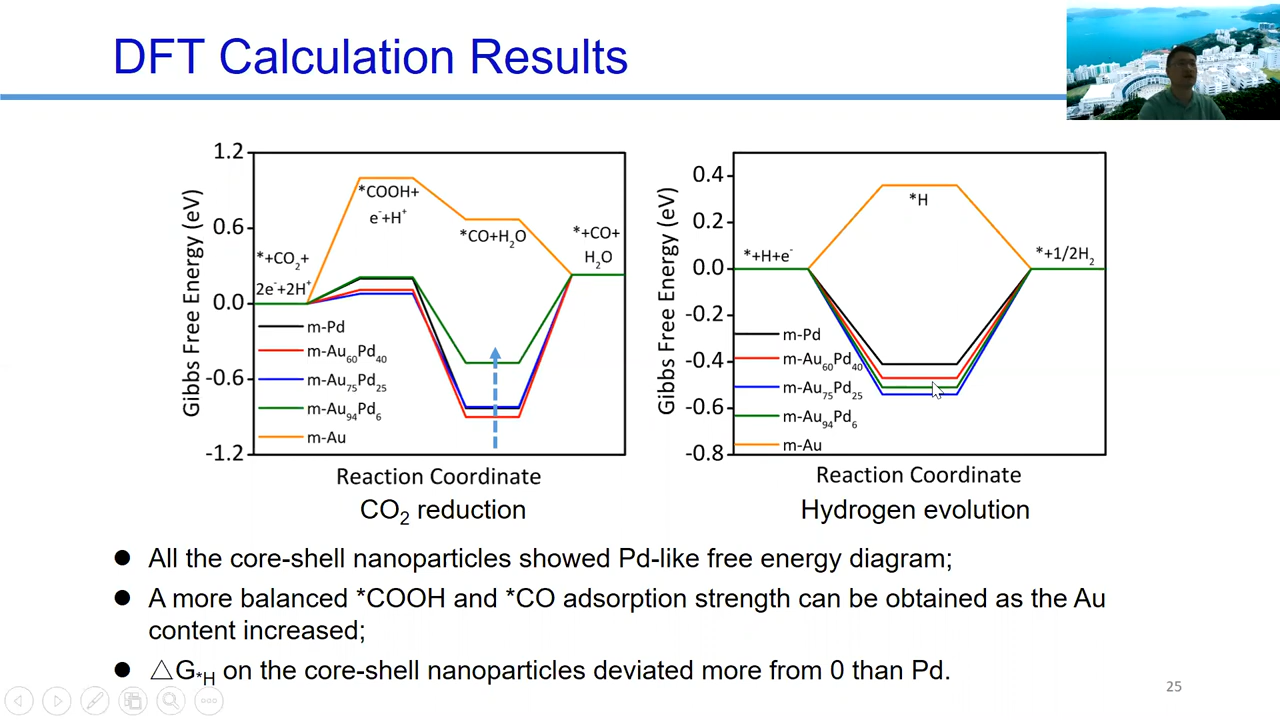 DFT Calculation Results
1.2
0.6
0.0
-0.6
-1.2
Gibbs Free Energy (eV)
*+CO₂+
2e⁻+2H⁺
*COOH+
e⁻+H⁺
*CO+H₂O
*+CO+
H₂O
m-Pd
m-Au₆₀Pd₄₀
m-Au₇₅Pd₂₅
m-Au₉₄Pd₆
m-Au
Reaction Coordinate
CO₂ reduction
0.4
0.2
0.0
-0.2
-0.4
-0.6
-0.8
Gibbs Free Energy (eV)
*+H+e⁻
*H
*+1/2H₂
m-Pd
m-Au₆₀Pd₄₀
m-Au₇₅Pd₂₅
m-Au₉₄Pd₆
m-Au
Reaction Coordinate
Hydrogen evolution
● All the core-shell nanoparticles showed Pd-like free energy diagram;
● A more balanced *COOH and *CO adsorption strength can be obtained as the Au
content increased;
● △G*H on the core-shell nanoparticles deviated more from 0 than Pd.
25